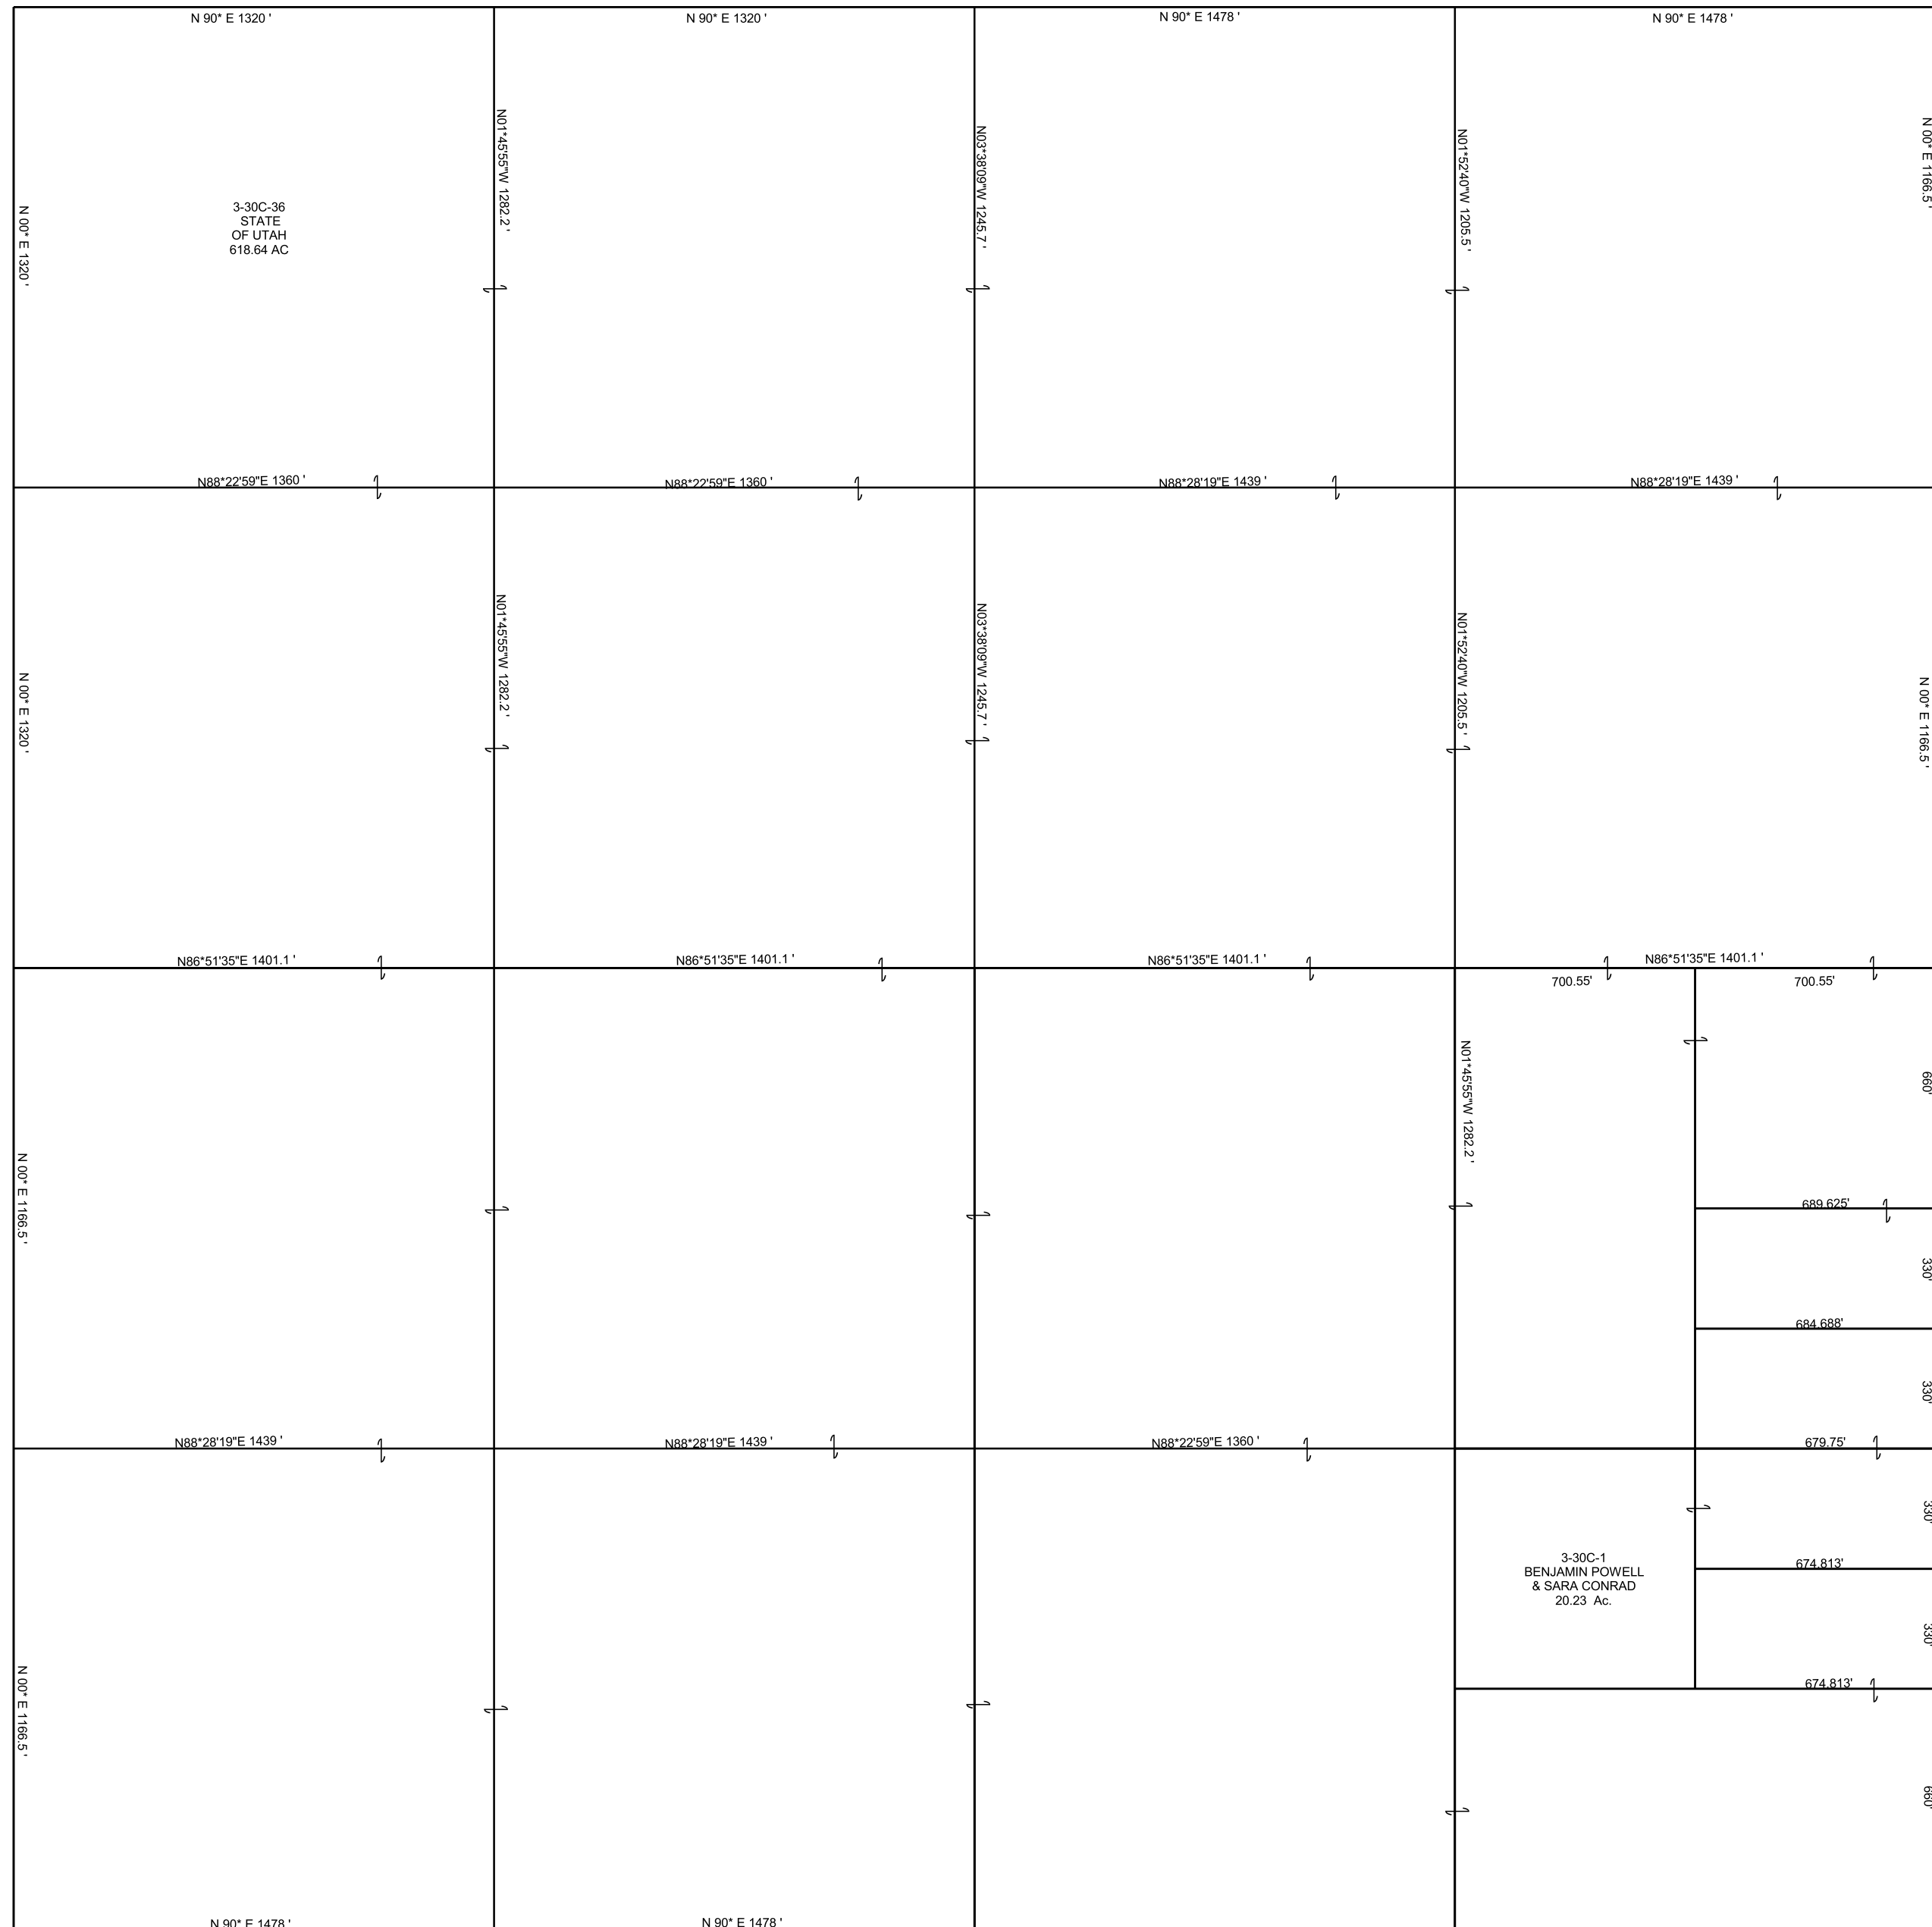 N 90* E 1320 '
N 90* E 1320 '
N 90* E 1478 '
N 90* E 1478 '
N 00* E 1320 '
3-30C-36
STATE
OF UTAH
618.64 AC
N01*45'55"W 1282.2 '
N03*38'09"W 1245.7 '
N01*52'40"W 1205.5 '
N 00* E 1166.5 '
N88*22'59"E 1360 '
N88*22'59"E 1360 '
N88*28'19"E 1439 '
N88*28'19"E 1439 '
N 00* E 1320 '
N01*45'55"W 1282.2 '
N03*38'09"W 1245.7 '
N01*52'40"W 1205.5 '
N 00* E 1166.5 '
N86*51'35"E 1401.1 '
N86*51'35"E 1401.1 '
N86*51'35"E 1401.1 '
N86*51'35"E 1401.1 '
700.55'
700.55'
N 00* E 1166.5 '
N01*45'55"W 1282.2 '
660'
689.625'
330'
684.688'
330'
N88*28'19"E 1439 '
N88*28'19"E 1439 '
N88*22'59"E 1360 '
679.75'
330'
3-30C-1
BENJAMIN POWELL
& SARA CONRAD
20.23 Ac.
674.813'
330'
674.813'
N 00* E 1166.5 '
660'
N 90* E 1478 '
N 90* E 1478 '